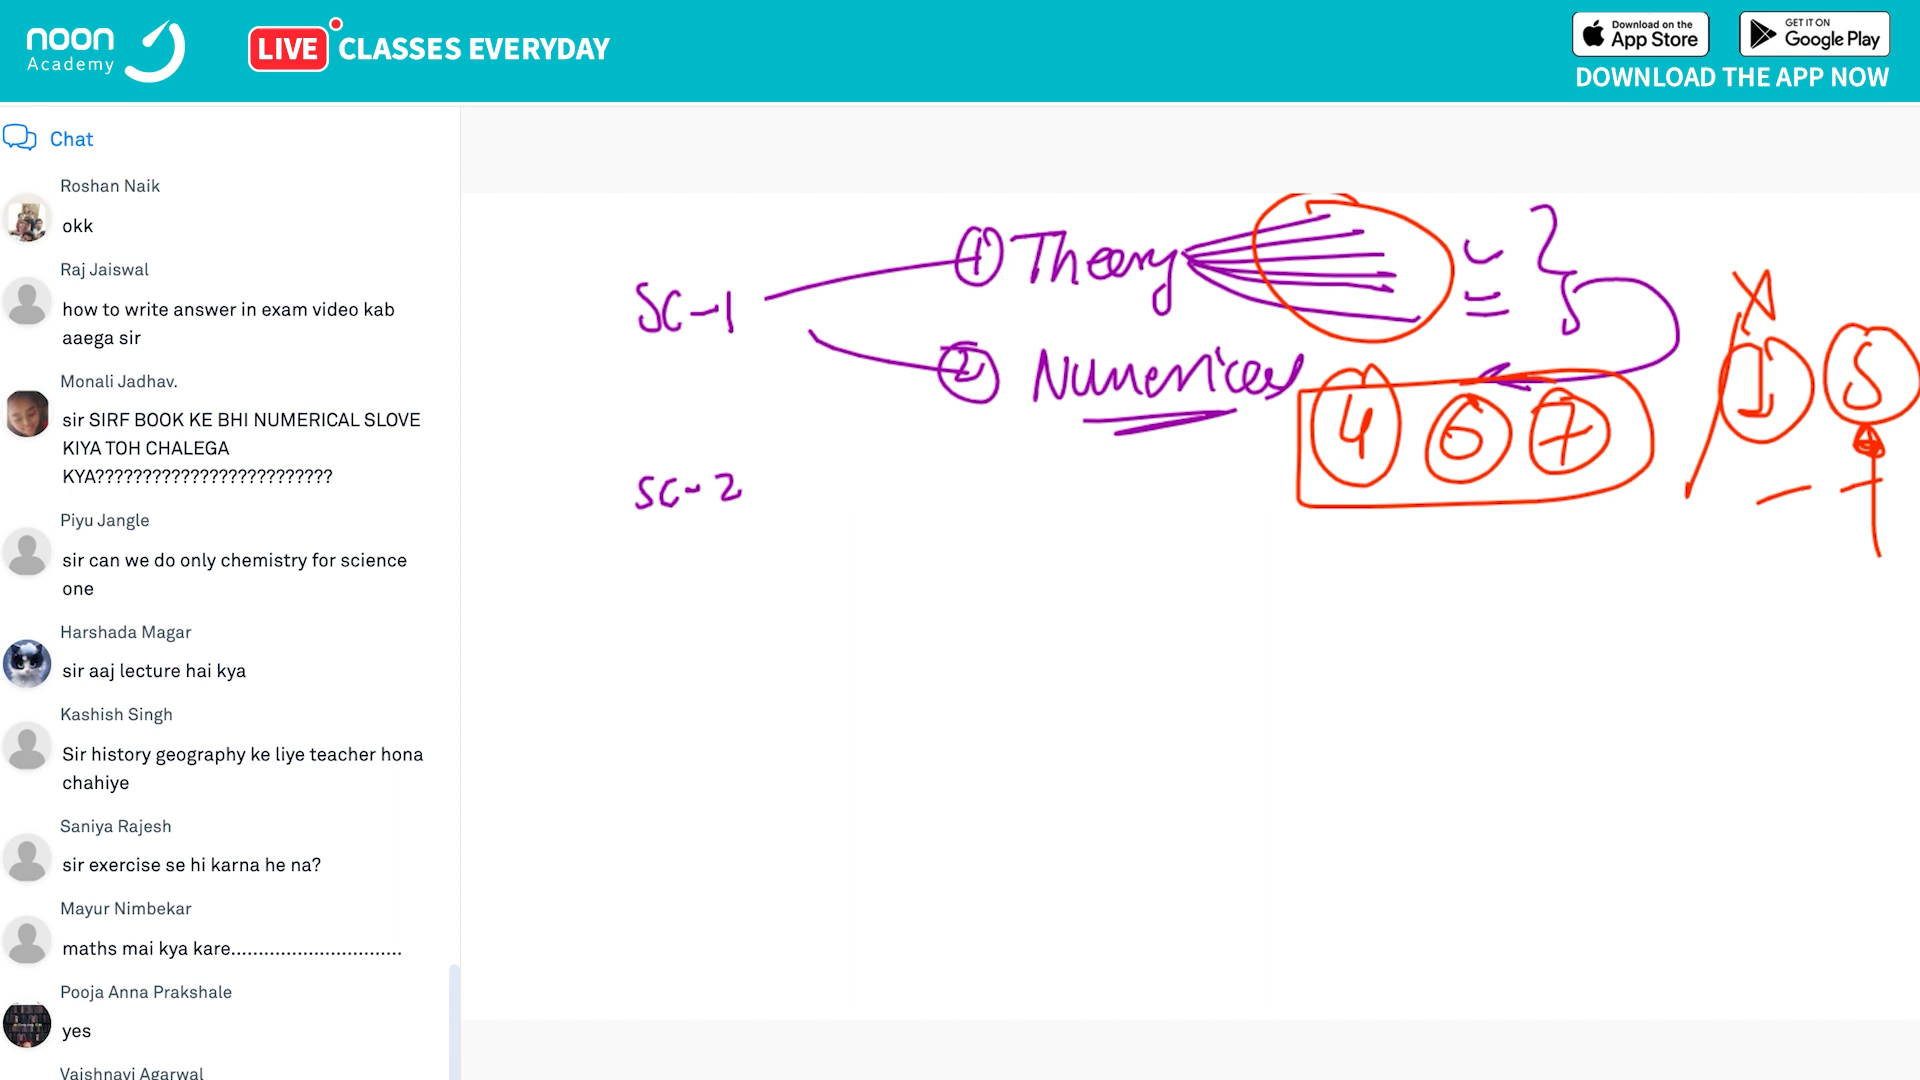 noon
Academy
LIVE CLASSES EVERYDAY
Download on the
App Store
GET IT ON
Google Play
DOWNLOAD THE APP NOW
Chat
Roshan Naik
okk
Raj Jaiswal
how to write answer in exam video kab
aaega sir
Monali Jadhav.
sir SIRF BOOK KE BHI NUMERICAL SLOVE
KIYA TOH CHALEGA
KYA?????????????????????????
Piyu Jangle
sir can we do only chemistry for science
one
Harshada Magar
sir aaj lecture hai kya
Kashish Singh
Sir history geography ke liye teacher hona
chahiye
Saniya Rajesh
sir exercise se hi karna he na?
Mayur Nimbekar
maths mai kya kare..............................
Pooja Anna Prakshale
yes
Vaishnavi Agarwal
SC-1
① Theory
② Numerical
4 6 7
SC-2